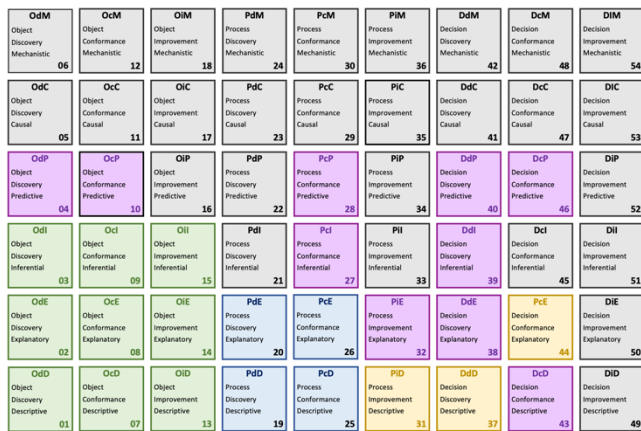 OdM
Object
Discovery
Mechanistic
06
OcM
Object
Conformance
Mechanistic
12
OiM
Object
Improvement
Mechanistic
18
PdM
Process
Discovery
Mechanistic
24
PcM
Process
Conformance
Mechanistic
30
PiM
Process
Improvement
Mechanistic
36
DdM
Decision
Discovery
Mechanistic
42
DcM
Decision
Conformance
Mechanistic
48
DIM
Decision
Improvement
Mechanistic
54
OdC
Object
Discovery
Causal
05
OcC
Object
Conformance
Causal
11
OiC
Object
Improvement
Causal
17
PdC
Process
Discovery
Causal
23
PcC
Process
Conformance
Causal
29
PiC
Process
Improvement
Causal
35
DdC
Decision
Discovery
Causal
41
DcC
Decision
Conformance
Causal
47
DIC
Decision
Improvement
Causal
53
OdP
Object
Discovery
Predictive
04
OcP
Object
Conformance
Predictive
10
OiP
Object
Improvement
Predictive
16
PdP
Process
Discovery
Predictive
22
PcP
Process
Conformance
Predictive
28
PiP
Process
Improvement
Predictive
34
DdP
Decision
Discovery
Predictive
40
DcP
Decision
Conformance
Predictive
46
DiP
Decision
Improvement
Predictive
52
OdI
Object
Discovery
Inferential
03
OcI
Object
Conformance
Inferential
09
OiI
Object
Improvement
Inferential
15
PdI
Process
Discovery
Inferential
21
PcI
Process
Conformance
Inferential
27
PiI
Process
Improvement
Inferential
33
DdI
Decision
Discovery
Inferential
39
DcI
Decision
Conformance
Inferential
45
DiI
Decision
Improvement
Inferential
51
OdE
Object
Discovery
Explanatory
02
OcE
Object
Conformance
Explanatory
08
OiE
Object
Improvement
Explanatory
14
PdE
Process
Discovery
Explanatory
20
PcE
Process
Conformance
Explanatory
26
PiE
Process
Improvement
Explanatory
32
DdE
Decision
Discovery
Explanatory
38
PcE
Decision
Conformance
Explanatory
44
DiE
Decision
Improvement
Explanatory
50
OdD
Object
Discovery
Descriptive
01
OcD
Object
Conformance
Descriptive
07
OiD
Object
Improvement
Descriptive
13
PdD
Process
Discovery
Descriptive
19
PcD
Process
Conformance
Descriptive
25
PiD
Process
Improvement
Descriptive
31
DdD
Decision
Discovery
Descriptive
37
DcD
Decision
Conformance
Descriptive
43
DiD
Decision
Improvement
Descriptive
49